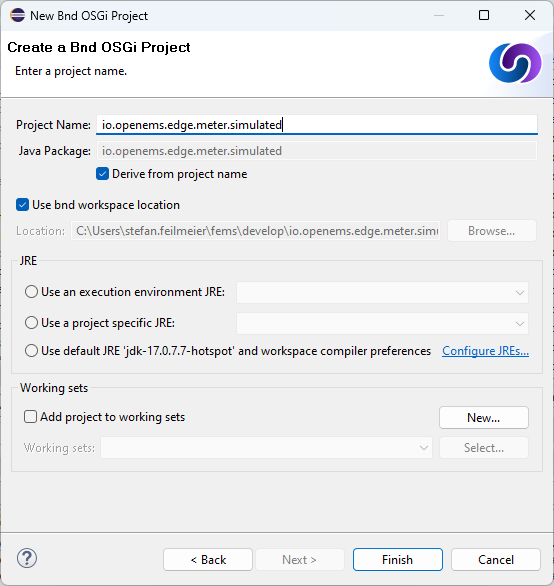 New Bnd OSGi Project
Create a Bnd OSGi Project
Enter a project name.
Project Name: io.openems.edge.meter.simulated
Java Package: io.openems.edge.meter.simulated
Derive from project name
Use bnd workspace location
Location: C:\Users\stefan.feilmeier\fems\develop\io.openems.edge.meter.simu Browse...
JRE
Use an execution environment JRE:
Use a project specific JRE:
Use default JRE 'jdk-17.0.7.7-hotspot' and workspace compiler preferences Configure JREs...
Working sets
Add project to working sets New...
Working sets: Select...
? < Back Next > Finish Cancel